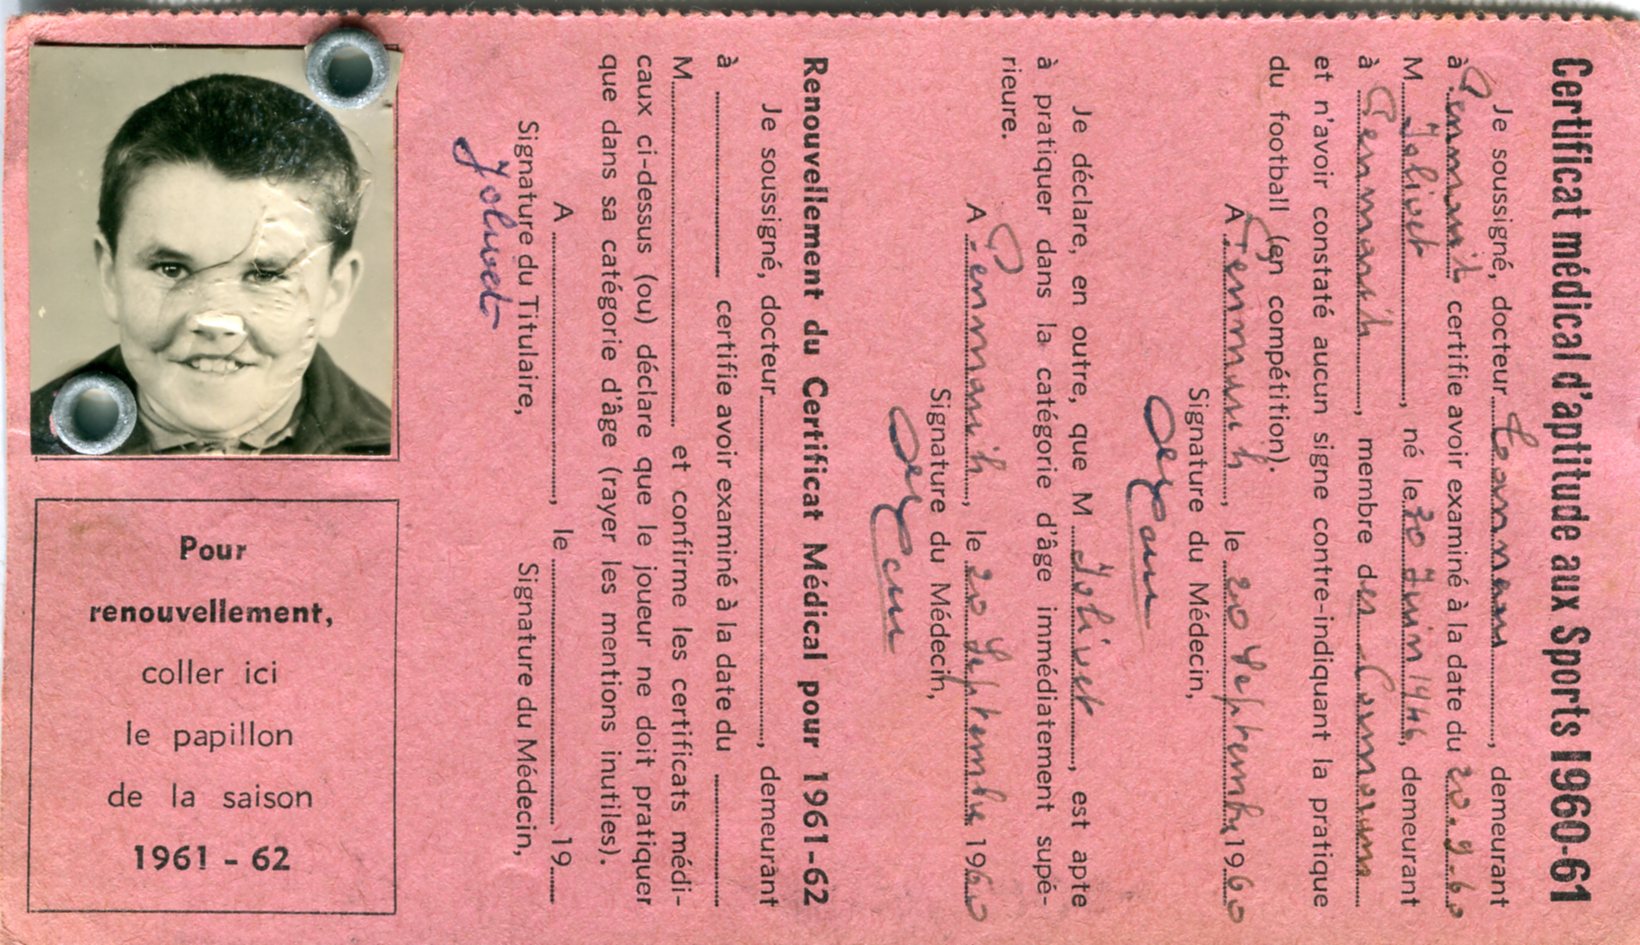 Certificat médical d'aptitude aux Sports 1960-61
Je soussigné, docteur Cornneau, demeurant
à Penmarc'h certifie avoir examiné à la date du 20.9.60
M. Jolivet, né le 30 Juin 1946, demeurant
à Penmarc'h, membre des Cormorans
et n'avoir constaté aucun signe contre-indiquant la pratique
du football (en compétition).
A Penmarc'h, le 20 Septembre 1960
Signature du Médecin,
Je déclare, en outre, que M. Jolivet, est apte
à pratiquer dans la catégorie d'âge immédiatement supé-
rieure.
A Penmarc'h, le 20 Septembre 1960
Signature du Médecin,
Renouvellement du Certificat Médical pour 1961-62
Je soussigné, docteur, demeurant
à certifie avoir examiné à la date du
M. et confirme les certificats médi-
caux ci-dessus (ou) déclare que le joueur ne doit pratiquer
que dans sa catégorie d'âge (rayer les mentions inutiles).
A, le 19
Signature du Titulaire, Signature du Médecin,
Jolivet
Pour
renouvellement,
coller ici
le papillon
de la saison
1961 - 62